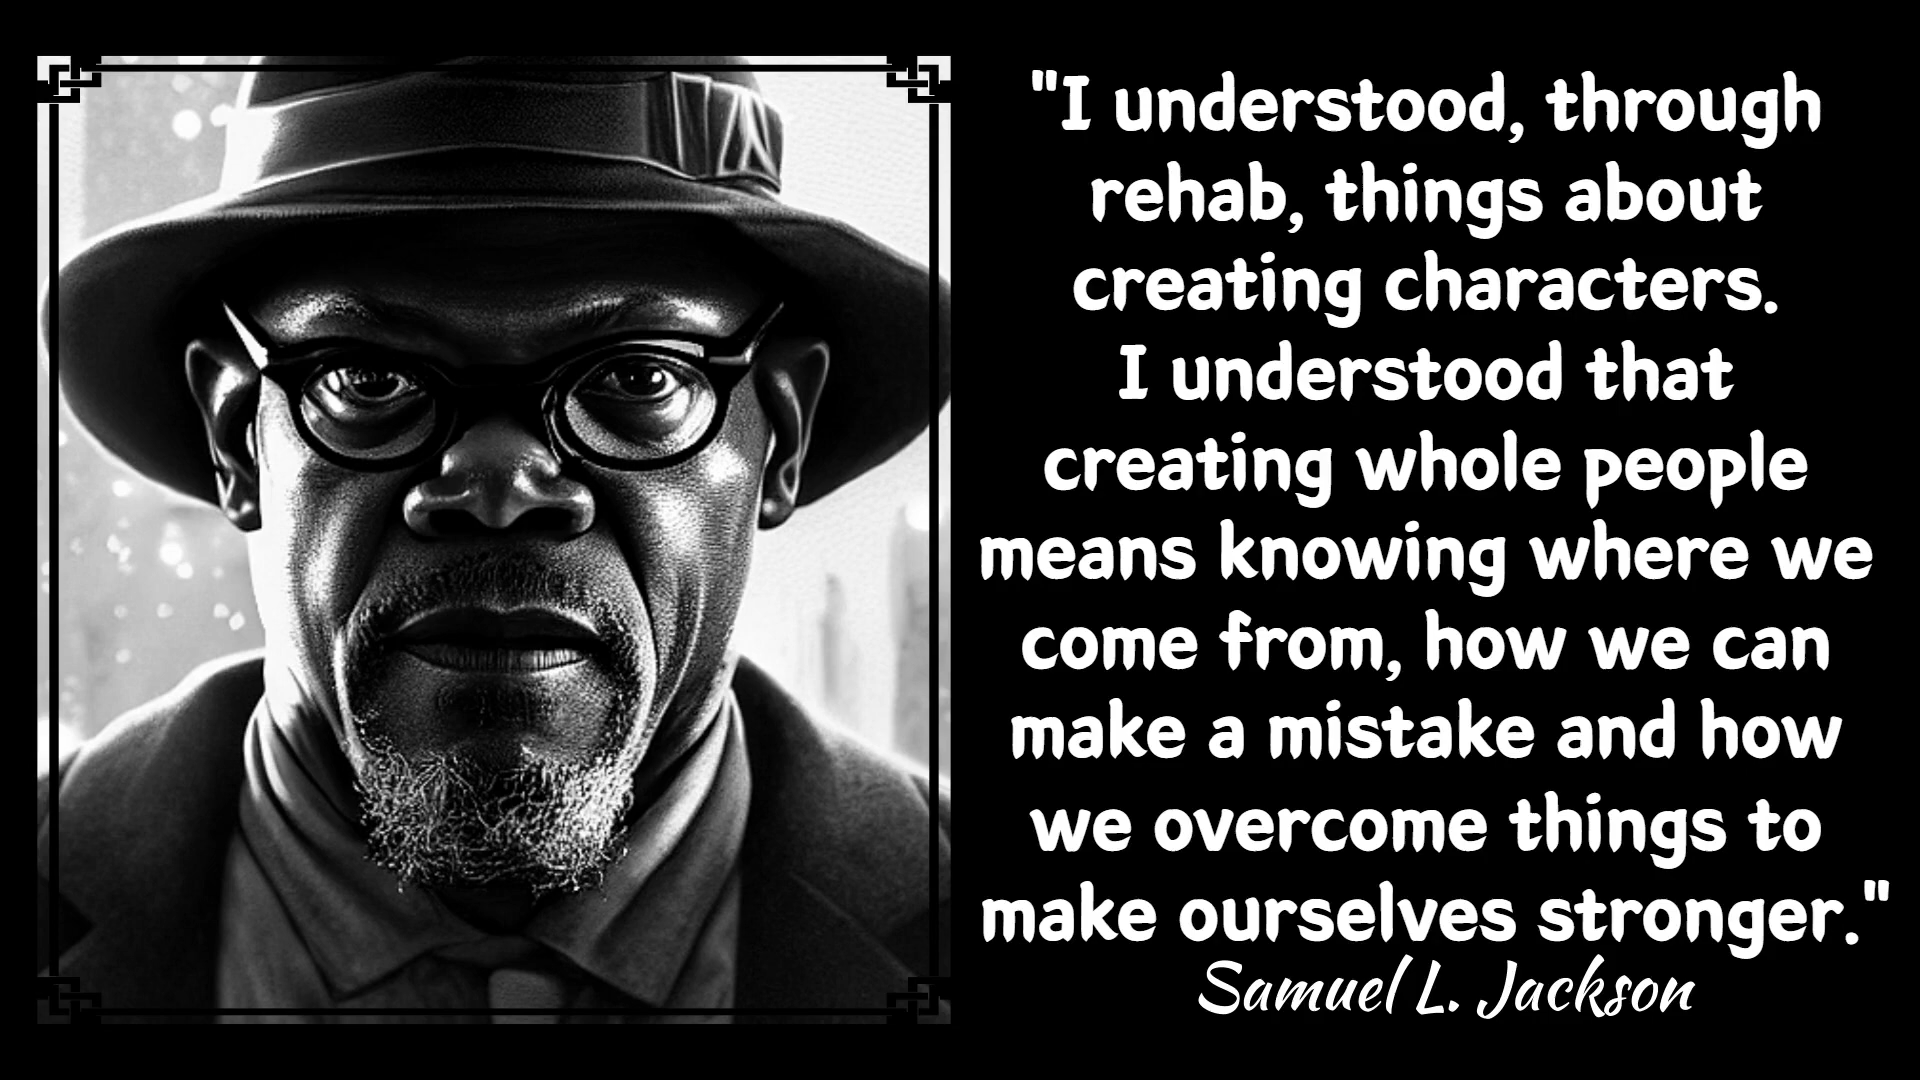 "I understood, through
rehab, things about
creating characters.
I understood that
creating whole people
means knowing where we
come from, how we can
make a mistake and how
we overcome things to
make ourselves stronger."
Samuel L. Jackson